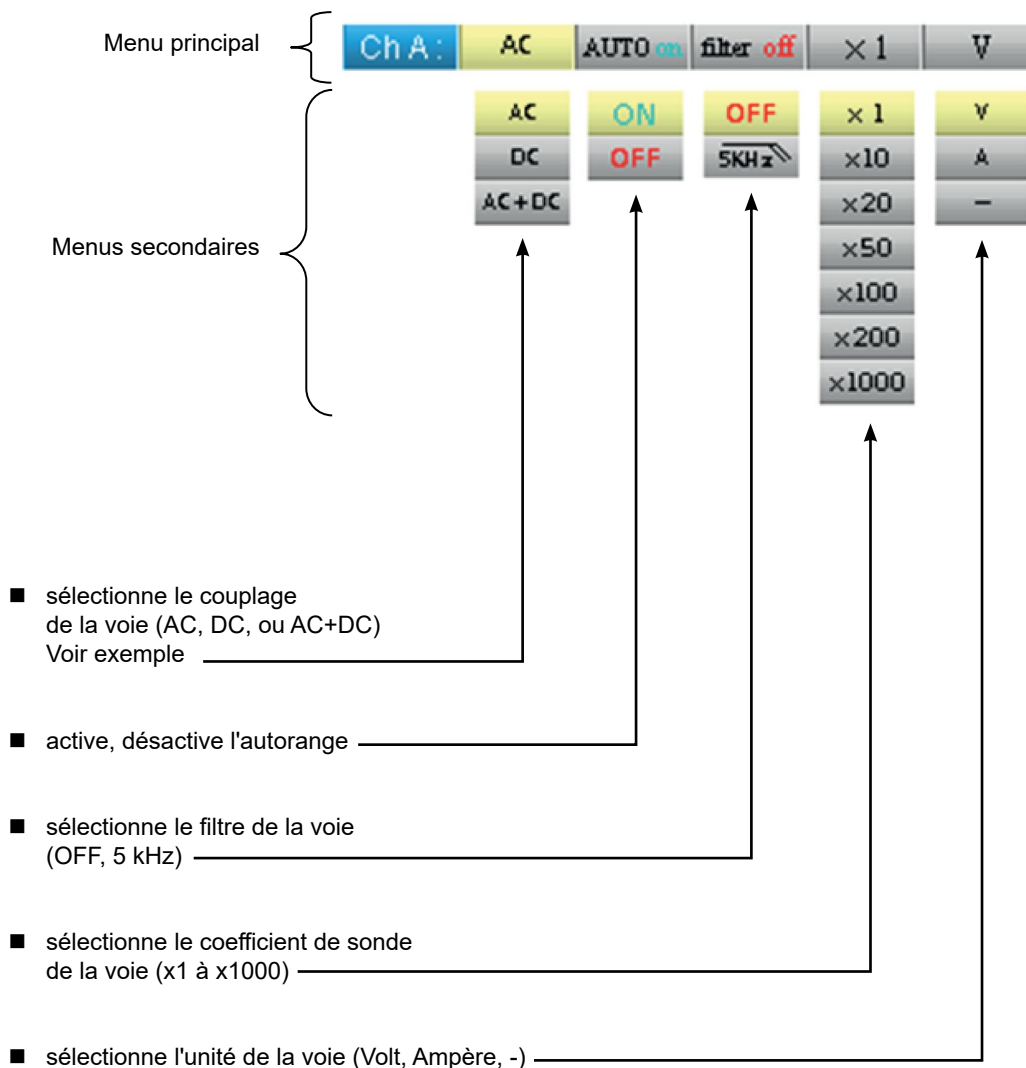 Menu principal
Ch A: AC AUTO on filter off ×1 V
AC ON OFF ×1 V
DC OFF 5KHz ×10 A
AC+DC ×20 –
Menus secondaires
×50
×100
×200
×1000
■ sélectionne le couplage
de la voie (AC, DC, ou AC+DC)
Voir exemple
■ active, désactive l'autorange
■ sélectionne le filtre de la voie
(OFF, 5 kHz)
■ sélectionne le coefficient de sonde
de la voie (x1 à x1000)
■ sélectionne l'unité de la voie (Volt, Ampère, -)